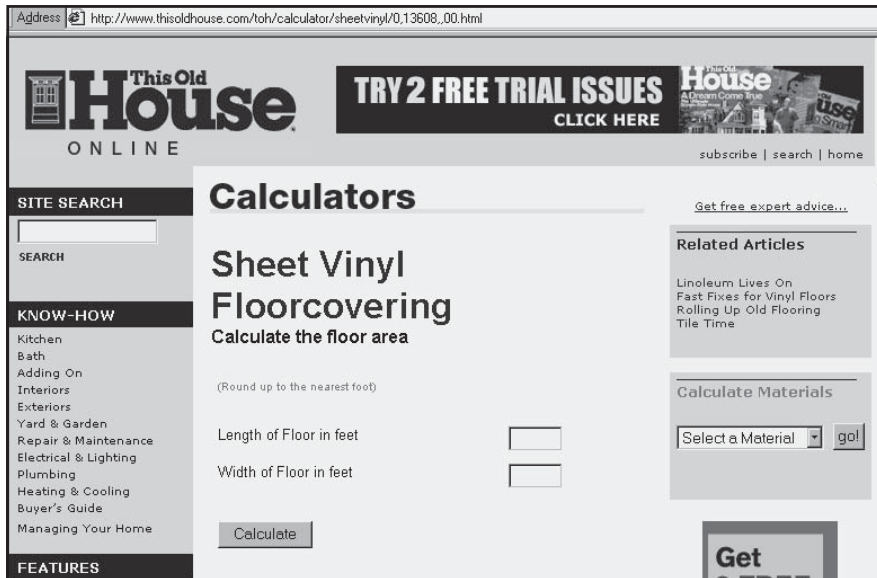 Address http://www.thisoldhouse.com/toh/calculator/sheetvinyl/0,13608,,00.html
This Old
House
ONLINE
TRY 2 FREE TRIAL ISSUES
CLICK HERE
This Old
House
A Dream Come True
subscribe | search | home
SITE SEARCH
SEARCH
KNOW-HOW
Kitchen
Bath
Adding On
Interiors
Exteriors
Yard & Garden
Repair & Maintenance
Electrical & Lighting
Plumbing
Heating & Cooling
Buyer's Guide
Managing Your Home
FEATURES
Calculators
Sheet Vinyl
Floorcovering
Calculate the floor area
(Round up to the nearest foot)
Length of Floor in feet
Width of Floor in feet
Calculate
Get free expert advice...
Related Articles
Linoleum Lives On
Fast Fixes for Vinyl Floors
Rolling Up Old Flooring
Tile Time
Calculate Materials
Select a Material go!
Get